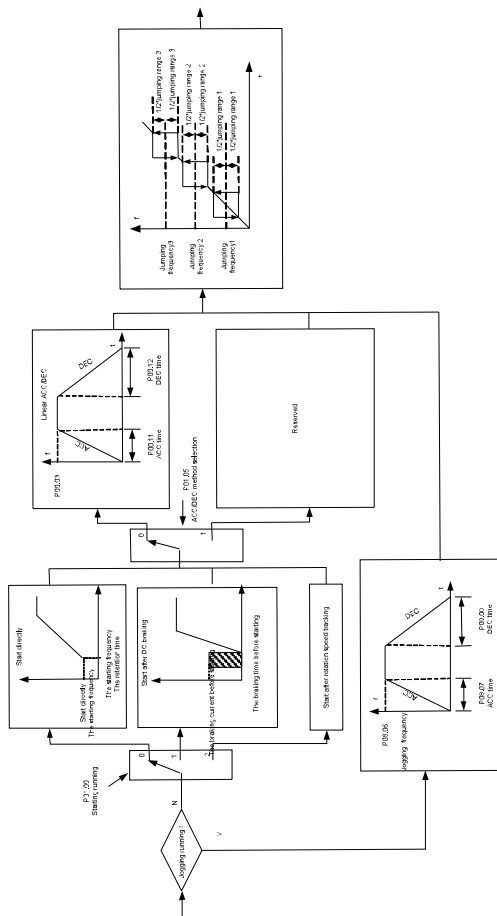 Jogging running?
N
Y
P01.00
Starting running
0
1
2
Start directly
Start directly
The starting frequency
The starting frequency
The retention time
Start after DC braking
The braking current before
The braking time before starting
Start after rotation speed tracking
P08.06
Jogging frequency
f
ACC
DEC
t
P08.07
ACC time
DEC time
0
1
P01.05
ACC/DEC method selection
Linear ACC/DEC
f
P00.03
ACC
DEC
t
P00.11
ACC time
P00.12
DEC time
Reserved
f
Jumping
frequency3
Jumping
frequency 2
Jumping
frequency1
1/2*jumping range 3
1/2*jumping range 3
1/2*jumping range 2
1/2*jumping range 2
1/2*jumping range 1
1/2*jumping range 1
t